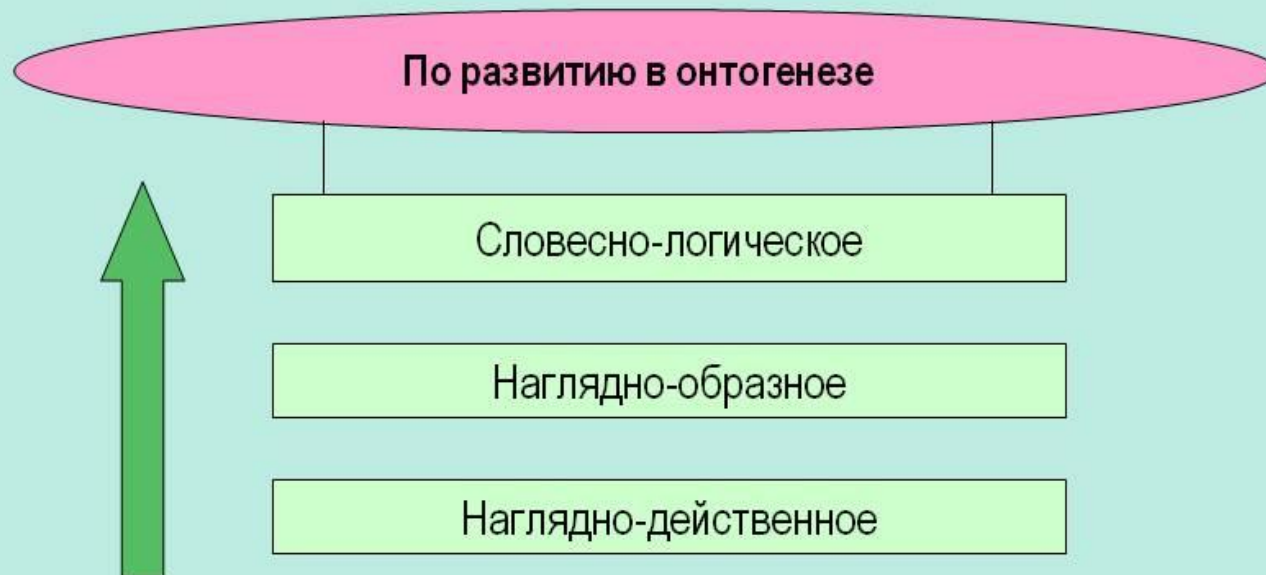 По развитию в онтогенезе
Словесно-логическое
Наглядно-образное
Наглядно-действенное